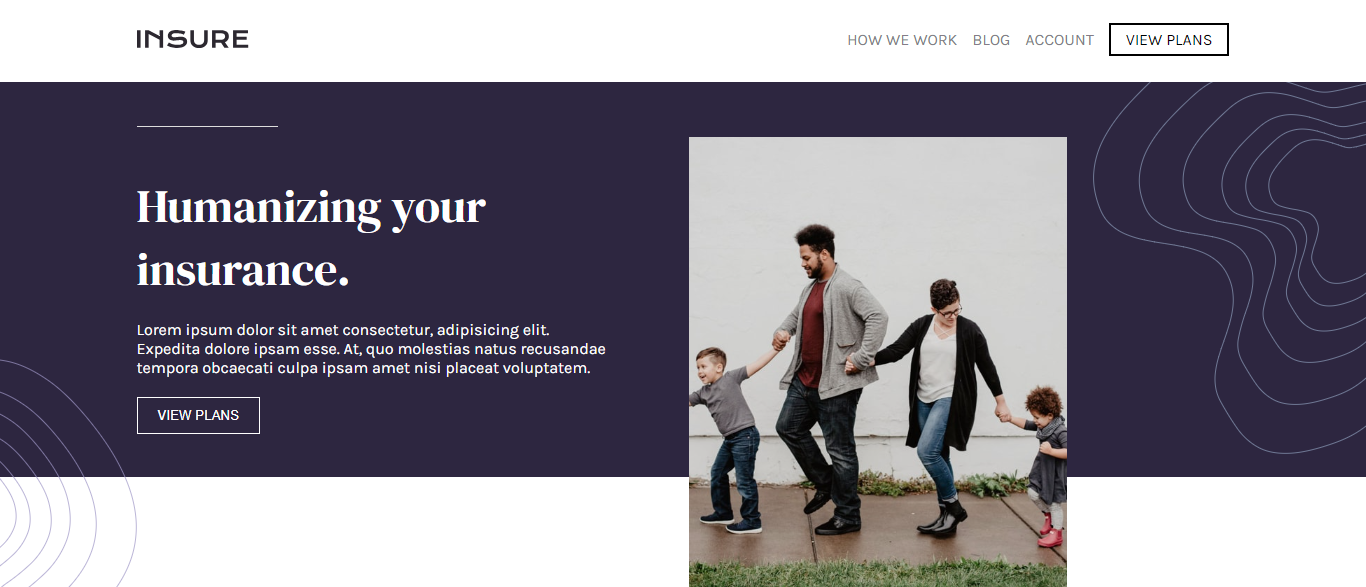 INSURE
HOW WE WORK BLOG ACCOUNT VIEW PLANS
Humanizing your
insurance.
Lorem ipsum dolor sit amet consectetur, adipisicing elit.
Expedita dolore ipsam esse. At, quo molestias natus recusandae
tempora obcaecati culpa ipsam amet nisi placeat voluptatem.
VIEW PLANS